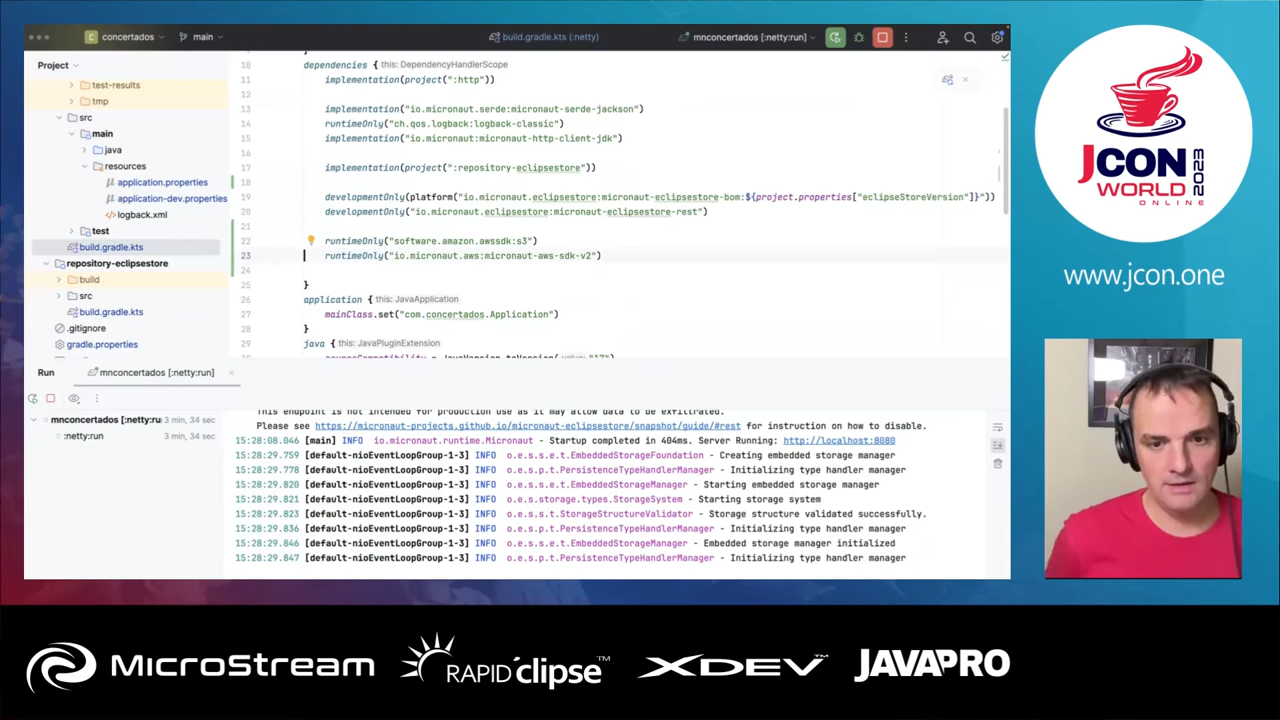 concertados
main
build.gradle.kts (:netty)
mnconcertados [:netty:run]
Project
test-results
tmp
src
main
java
resources
application.properties
application-dev.properties
logback.xml
test
build.gradle.kts
repository-eclipsestore
build
src
build.gradle.kts
.gitignore
gradle.properties
10 dependencies { this: DependencyHandlerScope
11 implementation(project(":http"))
12
13 implementation("io.micronaut.serde:micronaut-serde-jackson")
14 runtimeOnly("ch.qos.logback:logback-classic")
15 implementation("io.micronaut:micronaut-http-client-jdk")
16
17 implementation(project(":repository-eclipsestore"))
18
19 developmentOnly(platform("io.micronaut.eclipsestore:micronaut-eclipsestore-bom:${project.properties["eclipseStoreVersion"]}"))
20 developmentOnly("io.micronaut.eclipsestore:micronaut-eclipsestore-rest")
21
22 runtimeOnly("software.amazon.awssdk:s3")
23 runtimeOnly("io.micronaut.aws:micronaut-aws-sdk-v2")
24
25 }
26 application { this: JavaApplication
27 mainClass.set("com.concertados.Application")
28 }
29 java { this: JavaPluginExtension
Run
mnconcertados [:netty:run]
mnconcertados [:netty:ru 3 min, 34 sec
:netty:run 3 min, 34 sec
This endpoint is not intended for production use as it may allow data to be exfiltrated.
Please see https://micronaut-projects.github.io/micronaut-eclipsestore/snapshot/guide/#rest for instruction on how to disable.
15:28:08.046 [main] INFO io.micronaut.runtime.Micronaut - Startup completed in 404ms. Server Running: http://localhost:8080
15:28:29.759 [default-nioEventLoopGroup-1-3] INFO o.e.s.s.e.t.EmbeddedStorageFoundation - Creating embedded storage manager
15:28:29.778 [default-nioEventLoopGroup-1-3] INFO o.e.s.p.t.PersistenceTypeHandlerManager - Initializing type handler manager
15:28:29.820 [default-nioEventLoopGroup-1-3] INFO o.e.s.s.e.t.EmbeddedStorageManager - Starting embedded storage manager
15:28:29.821 [default-nioEventLoopGroup-1-3] INFO o.e.s.storage.types.StorageSystem - Starting storage system
15:28:29.823 [default-nioEventLoopGroup-1-3] INFO o.e.s.s.t.StorageStructureValidator - Storage structure validated successfully.
15:28:29.836 [default-nioEventLoopGroup-1-3] INFO o.e.s.p.t.PersistenceTypeHandlerManager - Initializing type handler manager
15:28:29.846 [default-nioEventLoopGroup-1-3] INFO o.e.s.s.e.t.EmbeddedStorageManager - Embedded storage manager initialized
15:28:29.847 [default-nioEventLoopGroup-1-3] INFO o.e.s.p.t.PersistenceTypeHandlerManager - Initializing type handler manager
JCON
WORLD 2023
ONLINE
www.jcon.one
MICROSTREAM
RAPID'clipse™
XDEV™
JAVAPRO